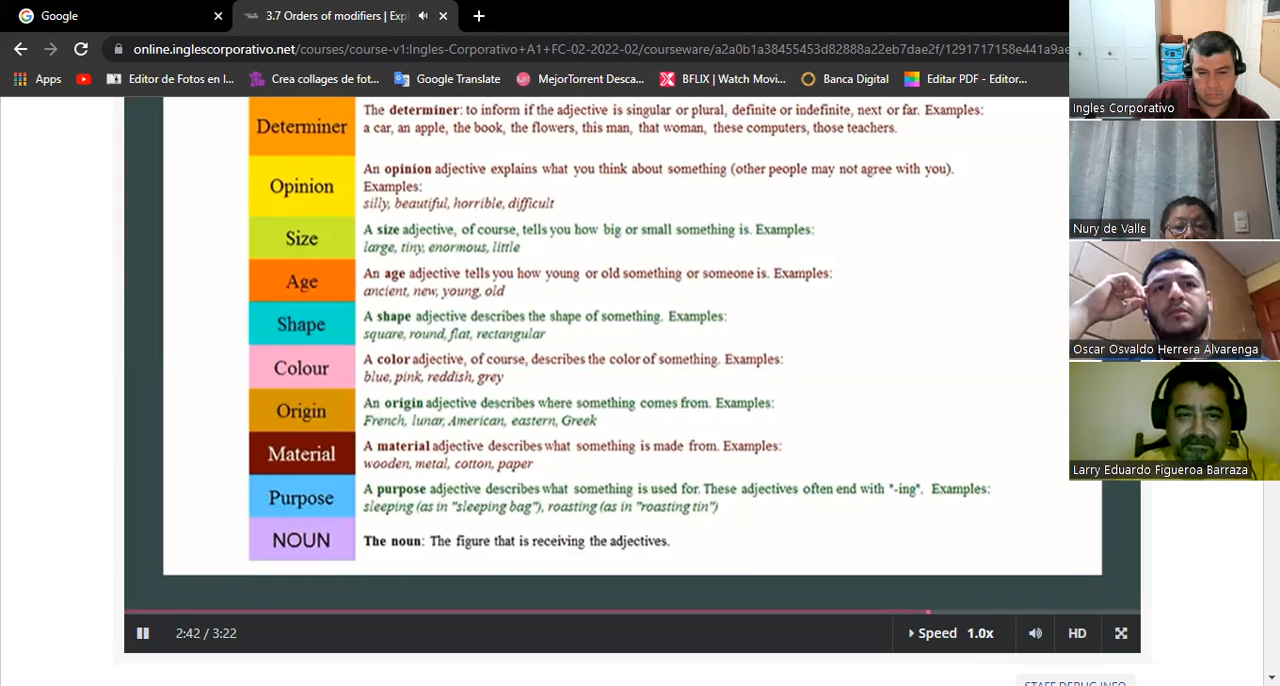 Google
3.7 Orders of modifiers | Exp
online.inglescorporativo.net/courses/course-v1:Ingles-Corporativo+A1+FC-02-2022-02/courseware/a2a0b1a38455453d82888a22eb7dae2f/1291717158e441a9ae
Apps
Editor de Fotos en l...
Crea collages de fot...
Google Translate
MejorTorrent Desca...
BFLIX | Watch Movi...
Banca Digital
Editar PDF - Editor...
Ingles Corporativo
Nury de Valle
Oscar Osvaldo Herrera Alvarenga
Larry Eduardo Figueroa Barraza
Determiner
The determiner: to inform if the adjective is singular or plural, definite or indefinite, next or far. Examples:
a car, an apple, the book, the flowers, this man, that woman, these computers, those teachers.
Opinion
An opinion adjective explains what you think about something (other people may not agree with you).
Examples:
silly, beautiful, horrible, difficult
Size
A size adjective, of course, tells you how big or small something is. Examples:
large, tiny, enormous, little
Age
An age adjective tells you how young or old something or someone is. Examples:
ancient, new, young, old
Shape
A shape adjective describes the shape of something. Examples:
square, round, flat, rectangular
Colour
A color adjective, of course, describes the color of something. Examples:
blue, pink, reddish, grey
Origin
An origin adjective describes where something comes from. Examples:
French, lunar, American, eastern, Greek
Material
A material adjective describes what something is made from. Examples:
wooden, metal, cotton, paper
Purpose
A purpose adjective describes what something is used for. These adjectives often end with "-ing". Examples:
sleeping (as in "sleeping bag"), roasting (as in "roasting tin")
NOUN
The noun: The figure that is receiving the adjectives.
2:42 / 3:22
Speed 1.0x
HD
STAFF DEBUG INFO